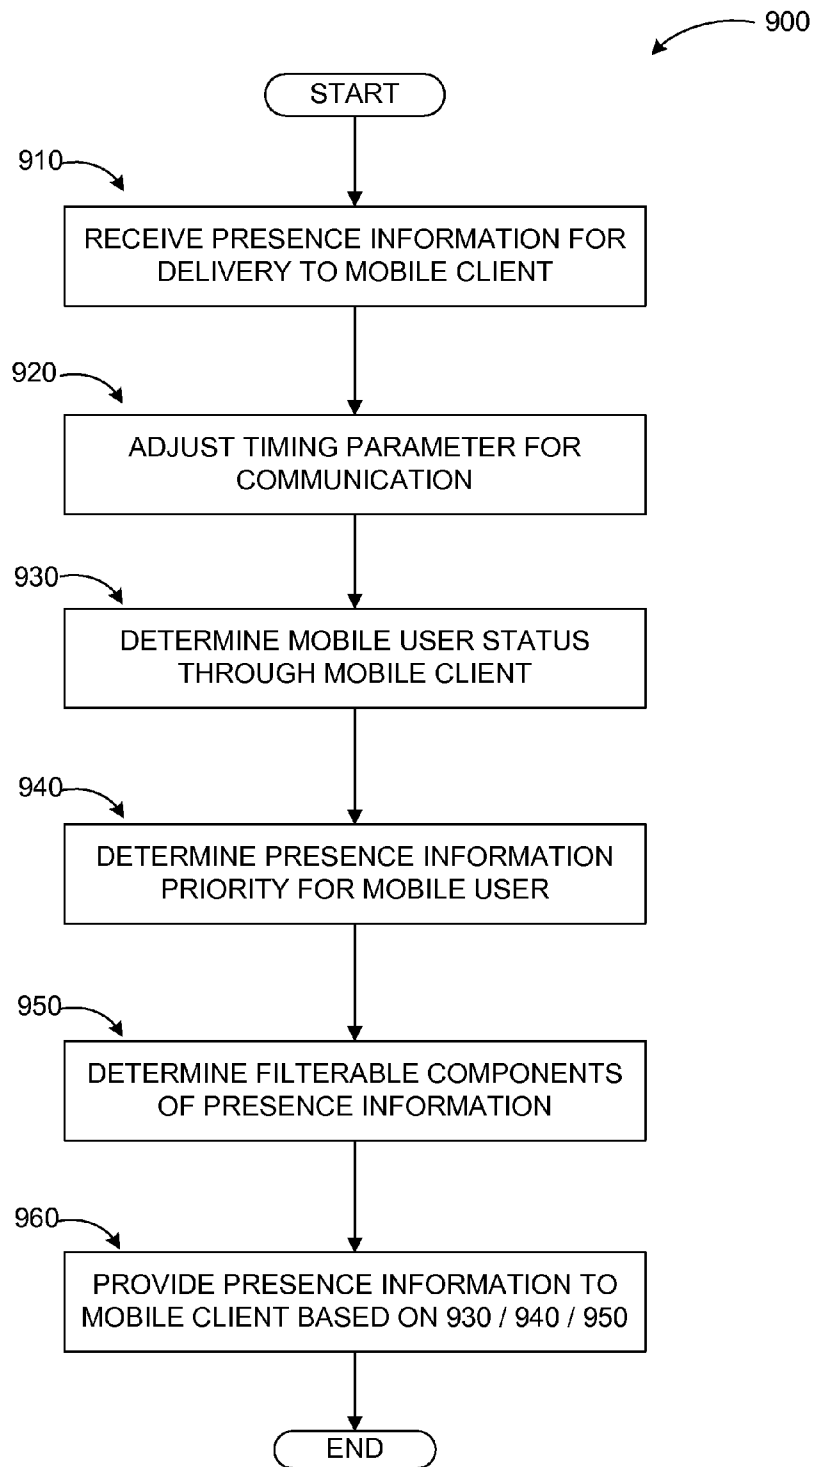 900
START
910
RECEIVE PRESENCE INFORMATION FOR
DELIVERY TO MOBILE CLIENT
920
ADJUST TIMING PARAMETER FOR
COMMUNICATION
930
DETERMINE MOBILE USER STATUS
THROUGH MOBILE CLIENT
940
DETERMINE PRESENCE INFORMATION
PRIORITY FOR MOBILE USER
950
DETERMINE FILTERABLE COMPONENTS
OF PRESENCE INFORMATION
960
PROVIDE PRESENCE INFORMATION TO
MOBILE CLIENT BASED ON 930 / 940 / 950
END